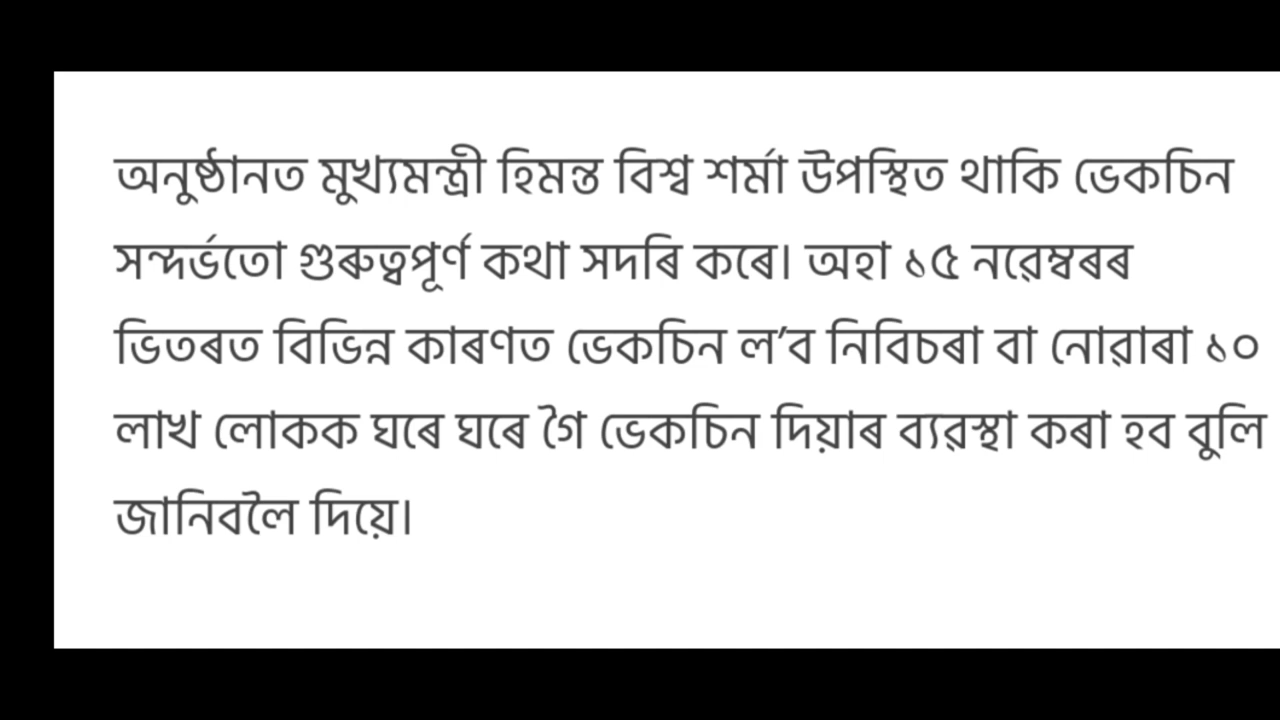 অনুষ্ঠানত মুখ্যমন্ত্ৰী হিমন্ত বিশ্ব শৰ্মা উপস্থিত থাকি ভেকচিন
সন্দৰ্ভতো গুৰুত্বপূৰ্ণ কথা সদৰি কৰে। অহা ১৫ নৱেম্বৰৰ
ভিতৰত বিভিন্ন কাৰণত ভেকচিন ল’ব নিবিচৰা বা নোৱাৰা ১০
লাখ লোকক ঘৰে ঘৰে গৈ ভেকচিন দিয়াৰ ব্যৱস্থা কৰা হব বুলি
জানিবলৈ দিয়ে।